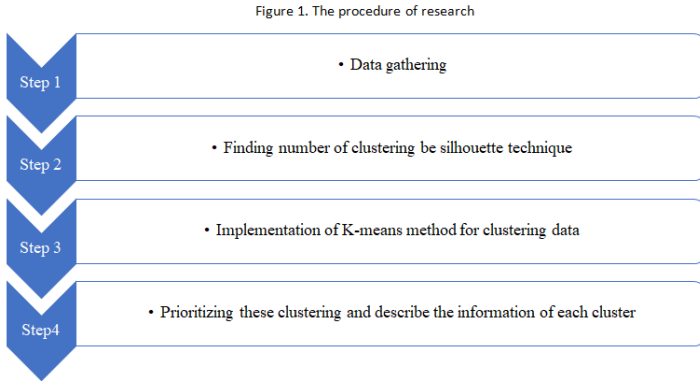 Figure 1. The procedure of research
Step 1
• Data gathering
Step 2
• Finding number of clustering be silhouette technique
Step 3
• Implementation of K-means method for clustering data
Step4
• Prioritizing these clustering and describe the information of each cluster